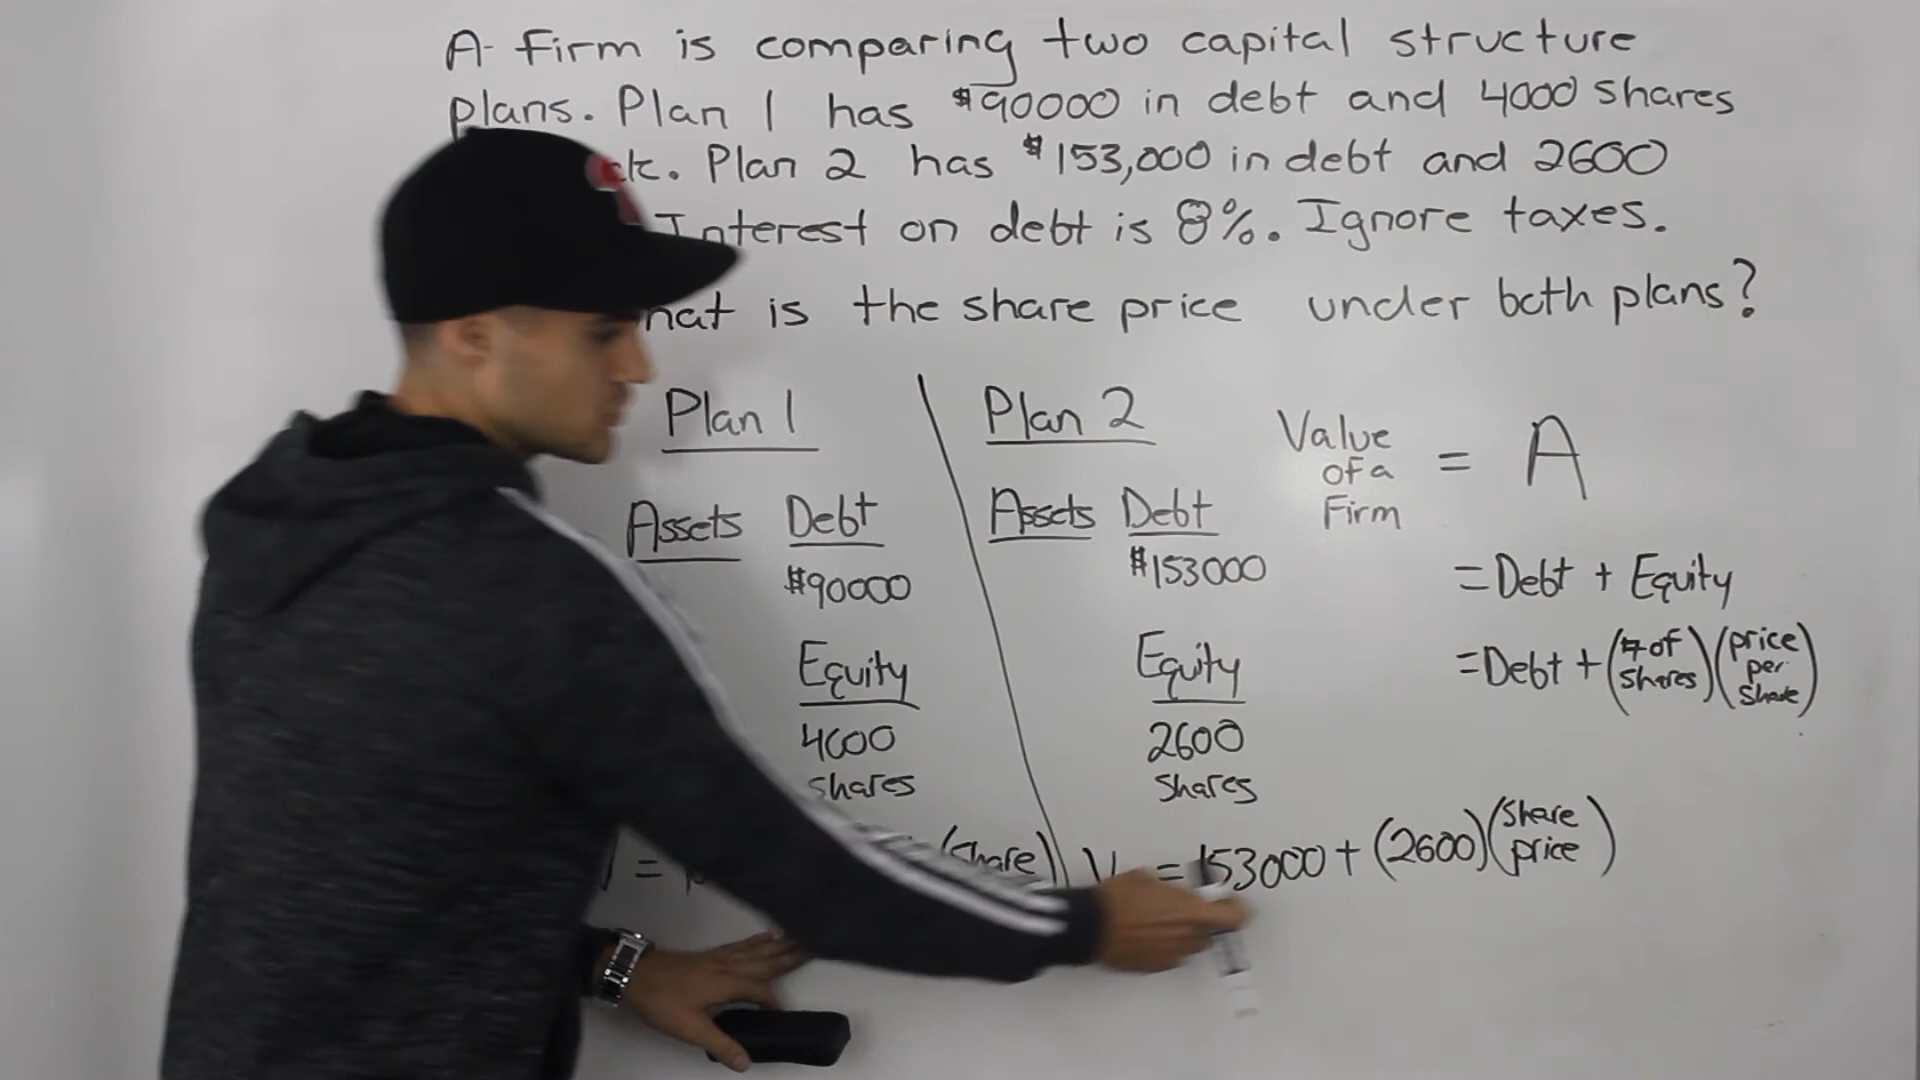 A firm is comparing two capital structure
plans. Plan 1 has $90000 in debt and 4000 shares
ck. Plan 2 has $153,000 in debt and 2600
Interest on debt is 8%. Ignore taxes.
hat is the share price under both plans?
Plan 1
Assets Debt
$90000
Equity
4000
shares
= (share)
Plan 2
Assets Debt
$153000
Equity
2600
Shares
V = 153000 + (2600)(Share price)
Value of a Firm = A
= Debt + Equity
= Debt + (# of Shares)(price per Share)